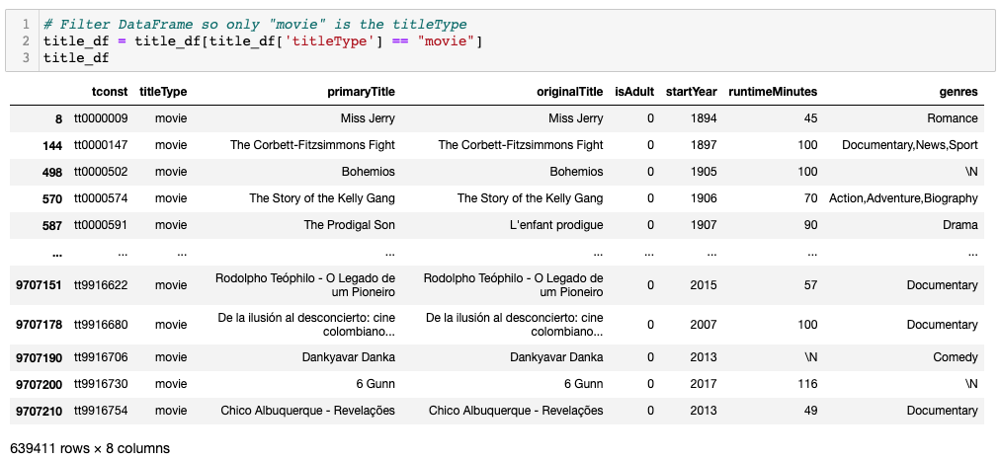 1 # Filter DataFrame so only "movie" is the titleType
2 title_df = title_df[title_df['titleType'] == "movie"]
3 title_df
tconst titleType primaryTitle originalTitle isAdult startYear runtimeMinutes genres
8 tt0000009 movie Miss Jerry Miss Jerry 0 1894 45 Romance
144 tt0000147 movie The Corbett-Fitzsimmons Fight The Corbett-Fitzsimmons Fight 0 1897 100 Documentary,News,Sport
498 tt0000502 movie Bohemios Bohemios 0 1905 100 \N
570 tt0000574 movie The Story of the Kelly Gang The Story of the Kelly Gang 0 1906 70 Action,Adventure,Biography
587 tt0000591 movie The Prodigal Son L'enfant prodigue 0 1907 90 Drama
... ... ... ... ... ... ... ... ...
Rodolpho Teóphilo - O Legado de Rodolpho Teóphilo - O Legado de
9707151 tt9916622 movie um Pioneiro um Pioneiro 0 2015 57 Documentary
De la ilusión al desconcierto: cine De la ilusión al desconcierto: cine
9707178 tt9916680 movie colombiano... colombiano... 0 2007 100 Documentary
9707190 tt9916706 movie Dankyavar Danka Dankyavar Danka 0 2013 \N Comedy
9707200 tt9916730 movie 6 Gunn 6 Gunn 0 2017 116 \N
9707210 tt9916754 movie Chico Albuquerque - Revelações Chico Albuquerque - Revelações 0 2013 49 Documentary
639411 rows × 8 columns